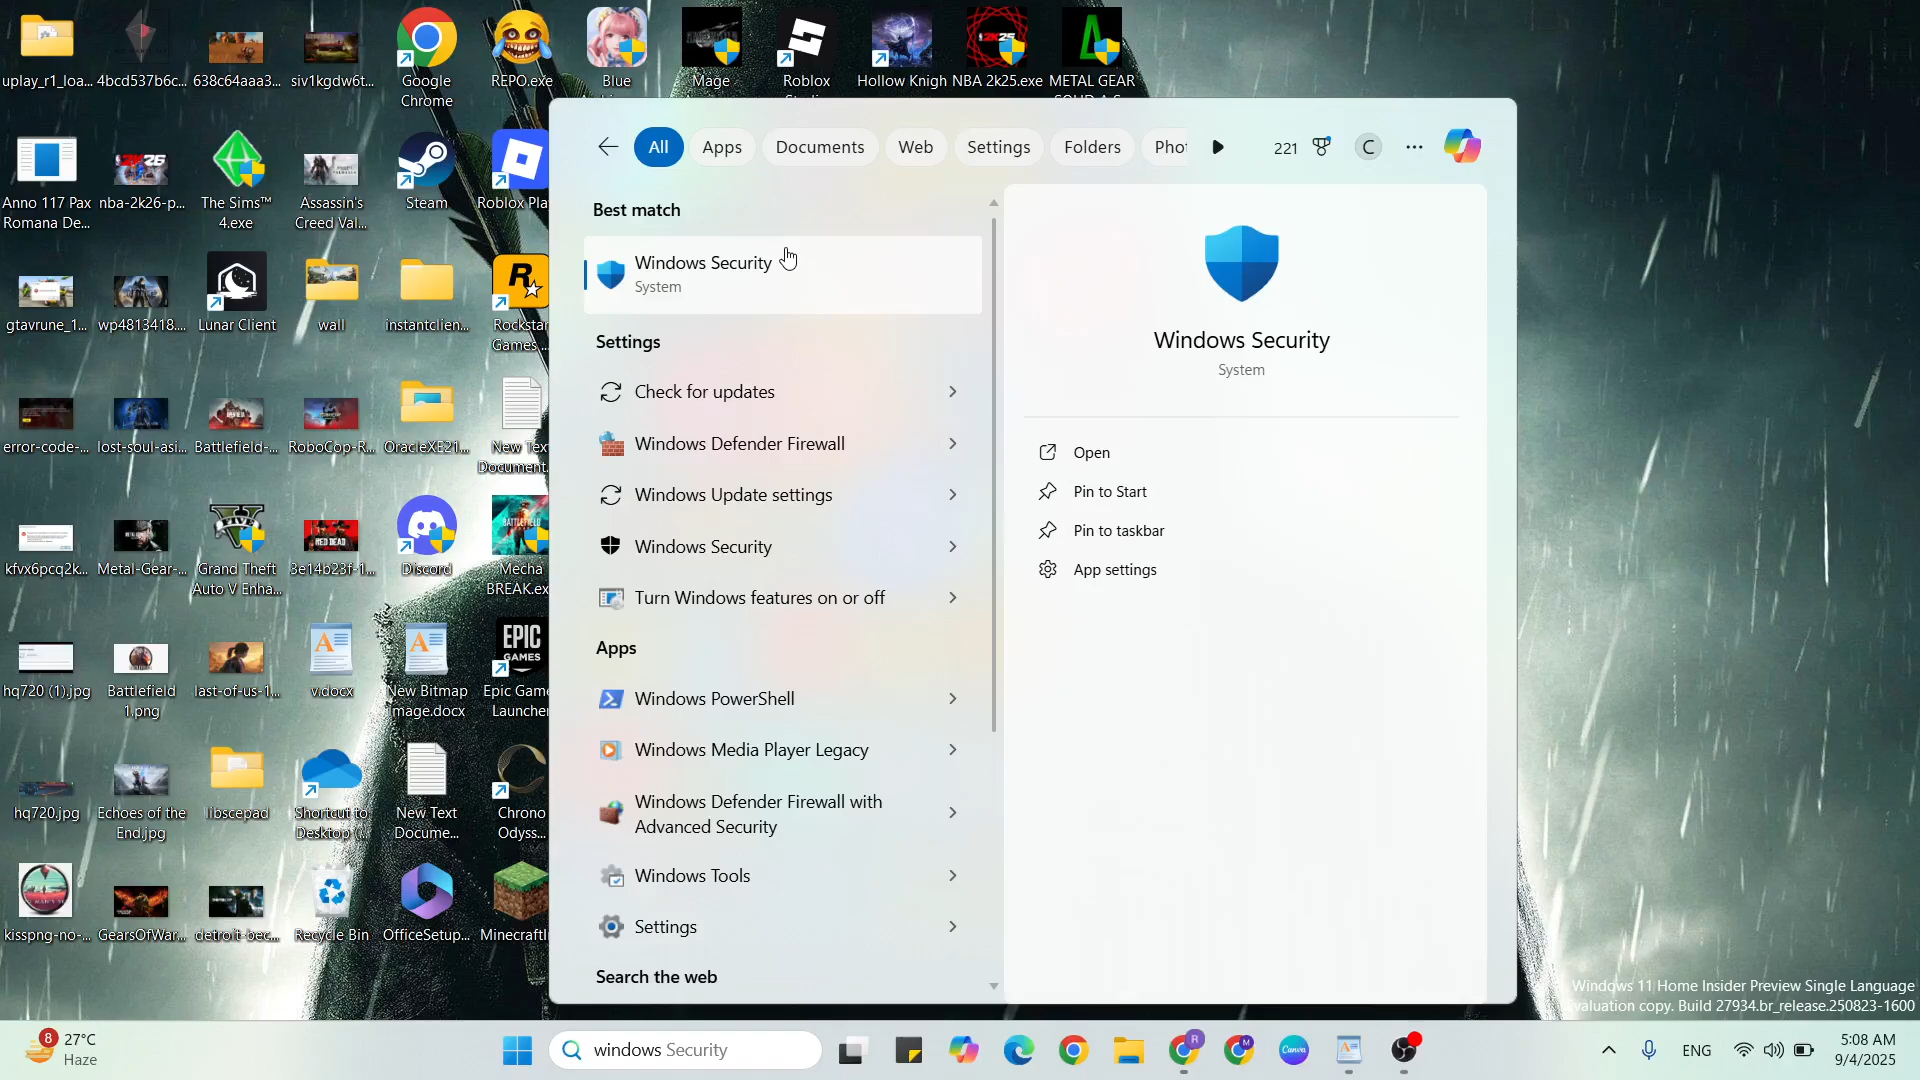 uplay_r1_loa...
4bcd537b6c...
638c64aaa3...
siv1kgdw6t...
Google
Chrome
REPO.exe
Blue
Mage
Roblox
Hollow Knigh
NBA 2k25.exe
METAL GEAR
Anno 117 Pax
Romana De...
nba-2k26-p...
The Sims™
4.exe
Assassin's
Creed Val...
Steam
Roblox Pla
gtavrune_1...
wp4813418....
Lunar Client
wall
instantclien...
Rockstar
Games ...
error-code-...
lost-soul-asi...
Battlefield-...
RoboCop-R...
OracleXE21...
New Tex
Document.
kfvx6pcq2k...
Metal-Gear-...
Grand Theft
Auto V Enha...
3e14b23f-1...
Discord
Mecha
BREAK.ex
hq720 (1).jpg
Battlefield
1.png
last-of-us-1...
v.docx
New Bitmap
Image.docx
EPIC
GAMES
Epic Game
Launcher
hq720.jpg
Echoes of the
End.jpg
libscepad
Shortcut to
Desktop (...
New Text
Docume...
Chrono
Odyss...
kisspng-no-...
GearsOfWar...
detroit-bec...
Recycle Bin
OfficeSetup...
MinecraftI
All
Apps
Documents
Web
Settings
Folders
Phot
221
C
Best match
Windows Security
System
Settings
Check for updates
Windows Defender Firewall
Windows Update settings
Windows Security
Turn Windows features on or off
Apps
Windows PowerShell
Windows Media Player Legacy
Windows Defender Firewall with
Advanced Security
Windows Tools
Settings
Search the web
Windows Security
System
Open
Pin to Start
Pin to taskbar
App settings
Windows 11 Home Insider Preview Single Language
valuation copy. Build 27934.br_release.250823-1600
8
27°C
Haze
windows Security
R
M
Canva
ENG
5:08 AM
9/4/2025